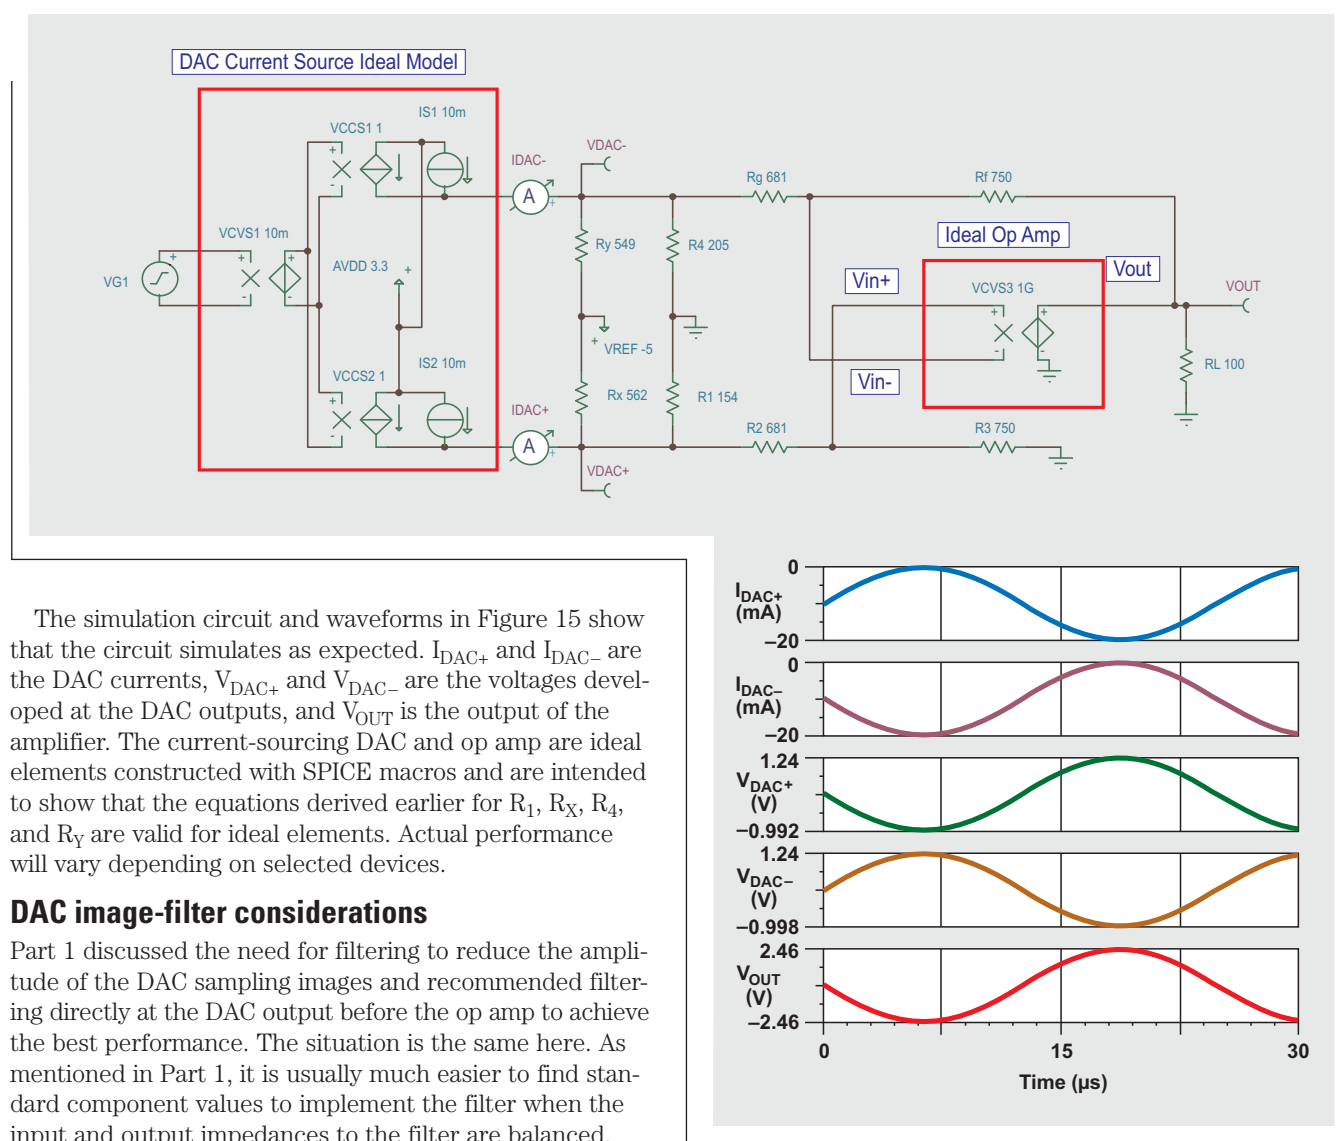 DAC Current Source Ideal Model
IS1 10m
VCCS1 1
+
-
IDAC-
A
+
VDAC-
Rg 681
Rf 750
VCVS1 10m
+
+
-
-
+
VG1
AVDD 3.3
+
Ry 549
R4 205
Ideal Op Amp
Vin+
VCVS3 1G
+
+
-
-
Vout
VOUT
+
VREF -5
RL 100
Vin-
IS2 10m
VCCS2 1
+
-
Rx 562
R1 154
IDAC+
A
+
R2 681
R3 750
VDAC+
The simulation circuit and waveforms in Figure 15 show
that the circuit simulates as expected. IDAC+ and IDAC– are
the DAC currents, VDAC+ and VDAC– are the voltages devel-
oped at the DAC outputs, and VOUT is the output of the
amplifier. The current-sourcing DAC and op amp are ideal
elements constructed with SPICE macros and are intended
to show that the equations derived earlier for R1, RX, R4,
and RY are valid for ideal elements. Actual performance
will vary depending on selected devices.
DAC image-filter considerations
Part 1 discussed the need for filtering to reduce the ampli-
tude of the DAC sampling images and recommended filter-
ing directly at the DAC output before the op amp to achieve
the best performance. The situation is the same here. As
mentioned in Part 1, it is usually much easier to find stan-
dard component values to implement the filter when the
input and output impedances to the filter are balanced.
0
IDAC+
(mA)
–20
0
IDAC–
(mA)
–20
1.24
VDAC+
(V)
–0.992
1.24
VDAC–
(V)
–0.998
2.46
VOUT
(V)
–2.46
0
15
30
Time (µs)